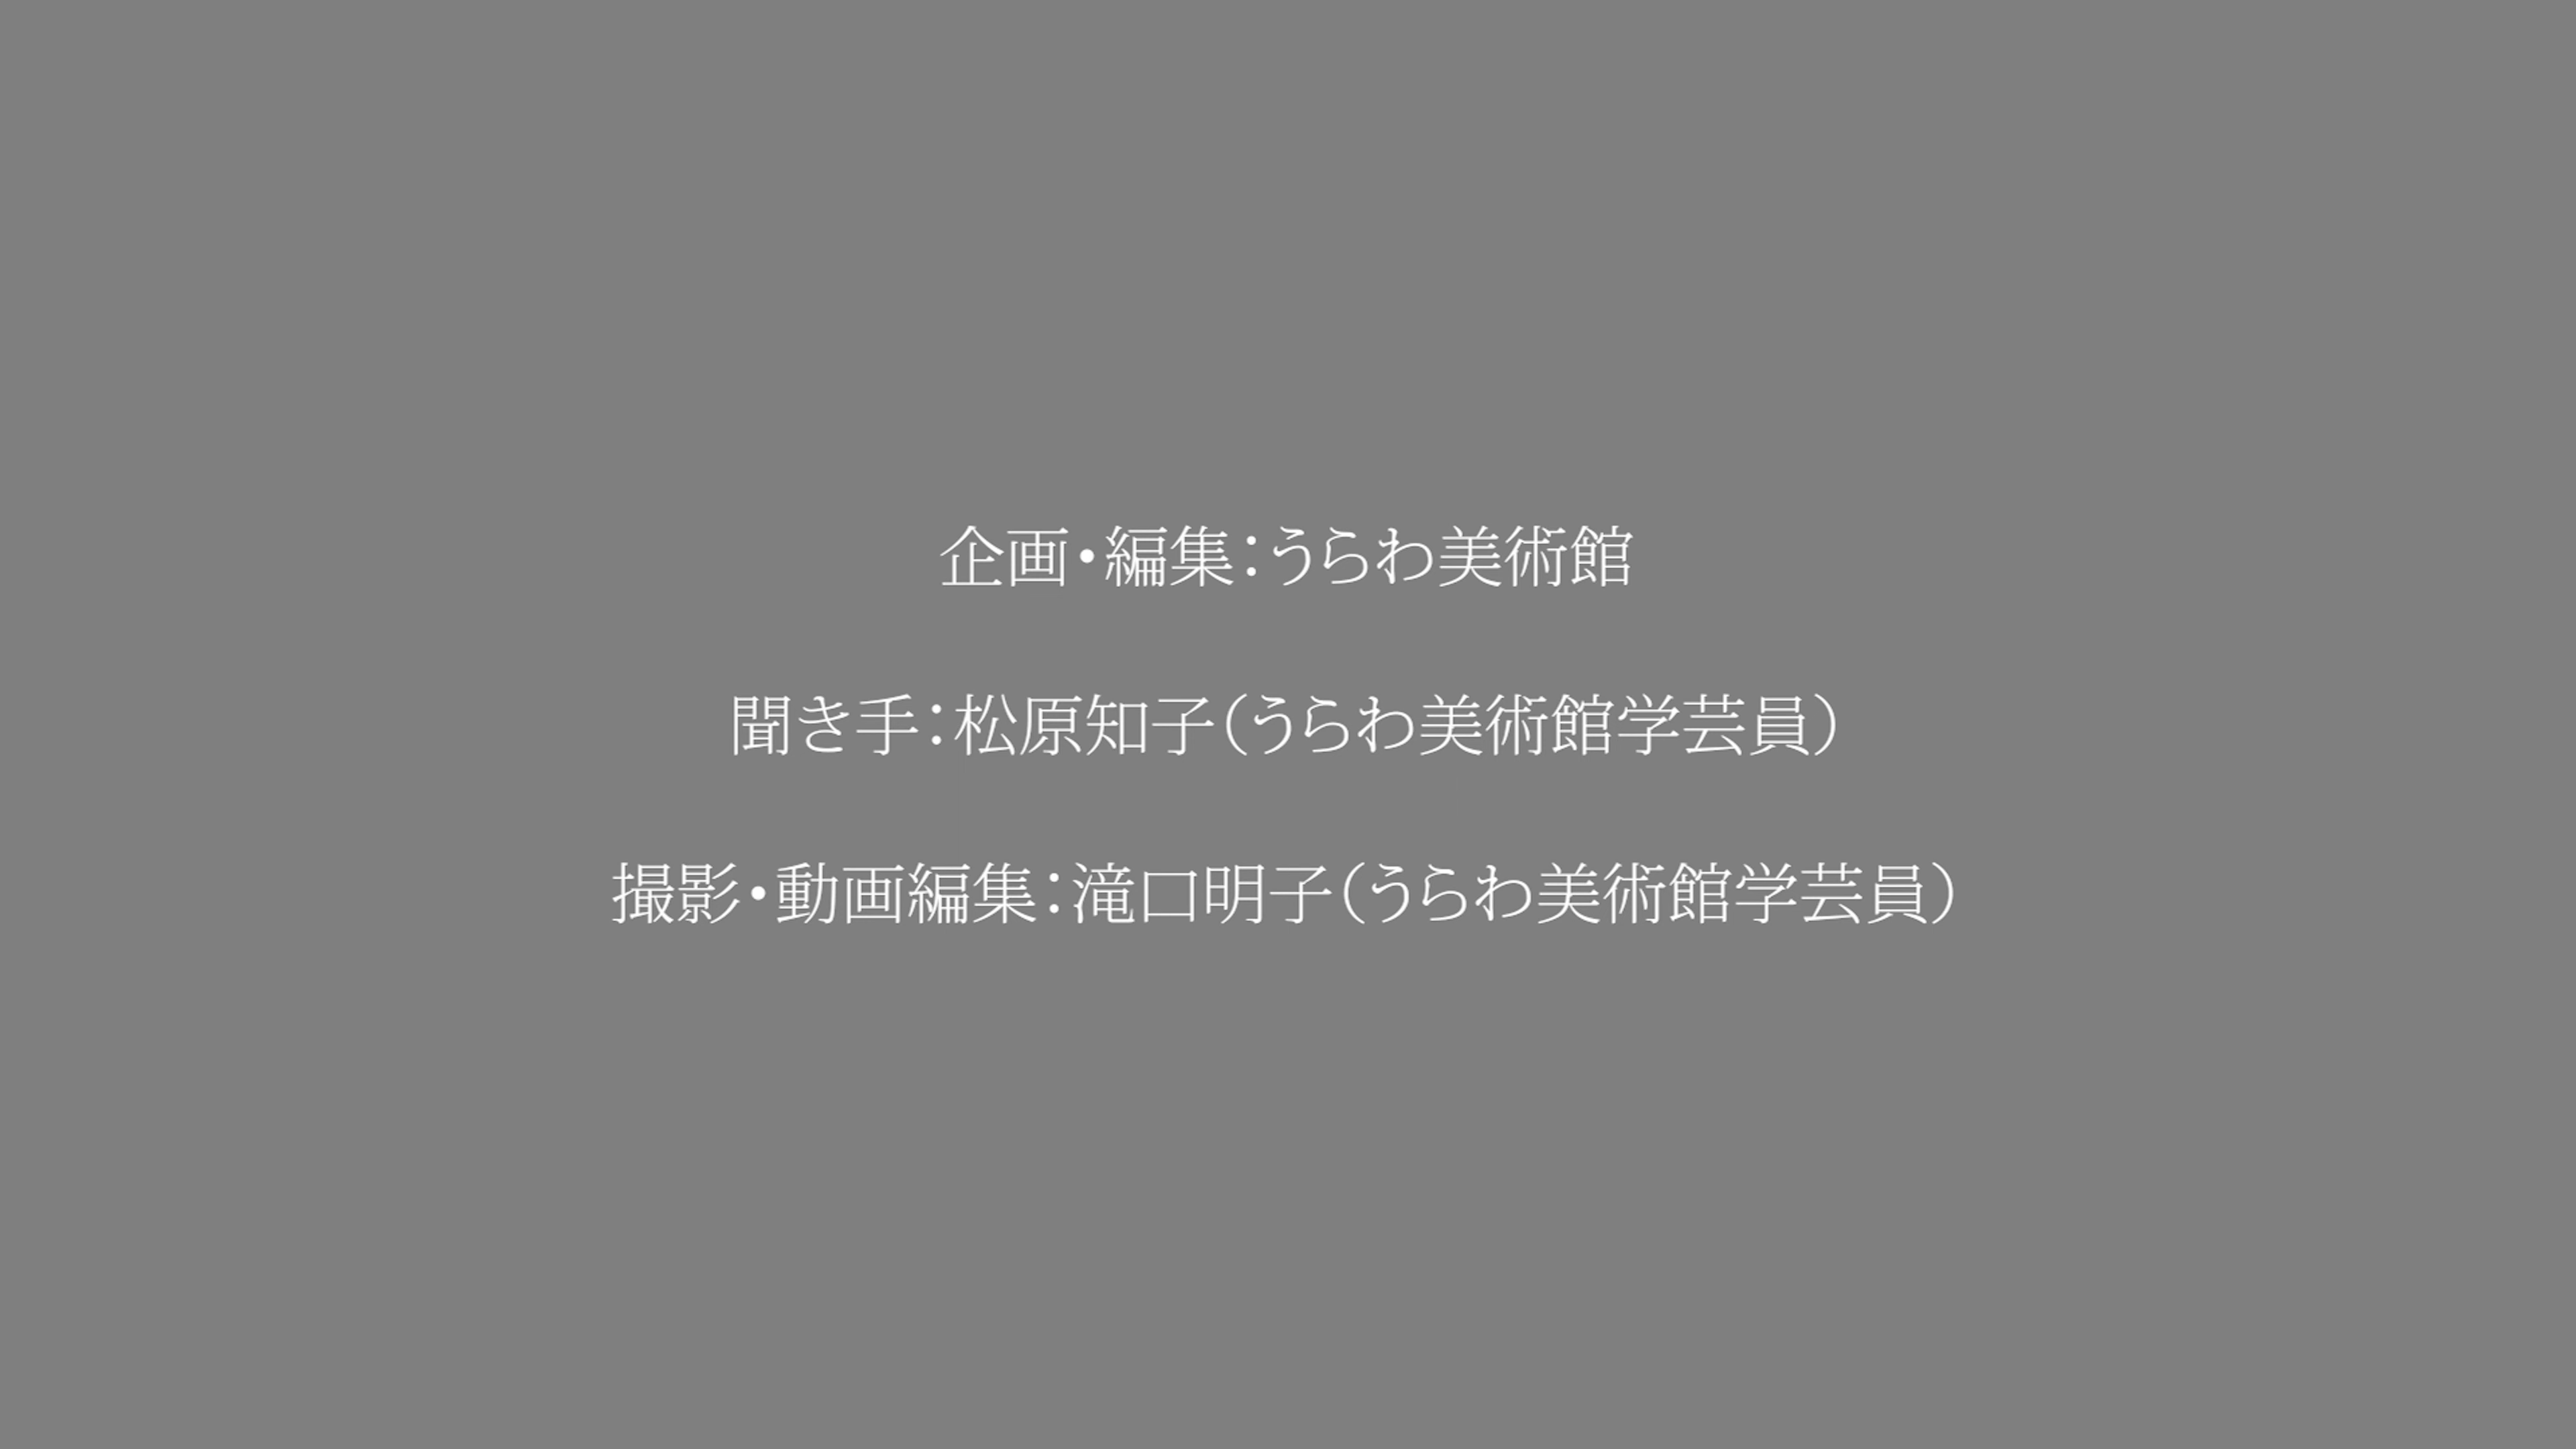 企画・編集：うらわ美術館
聞き手：松原知子（うらわ美術館学芸員）
撮影・動画編集：滝口明子（うらわ美術館学芸員）